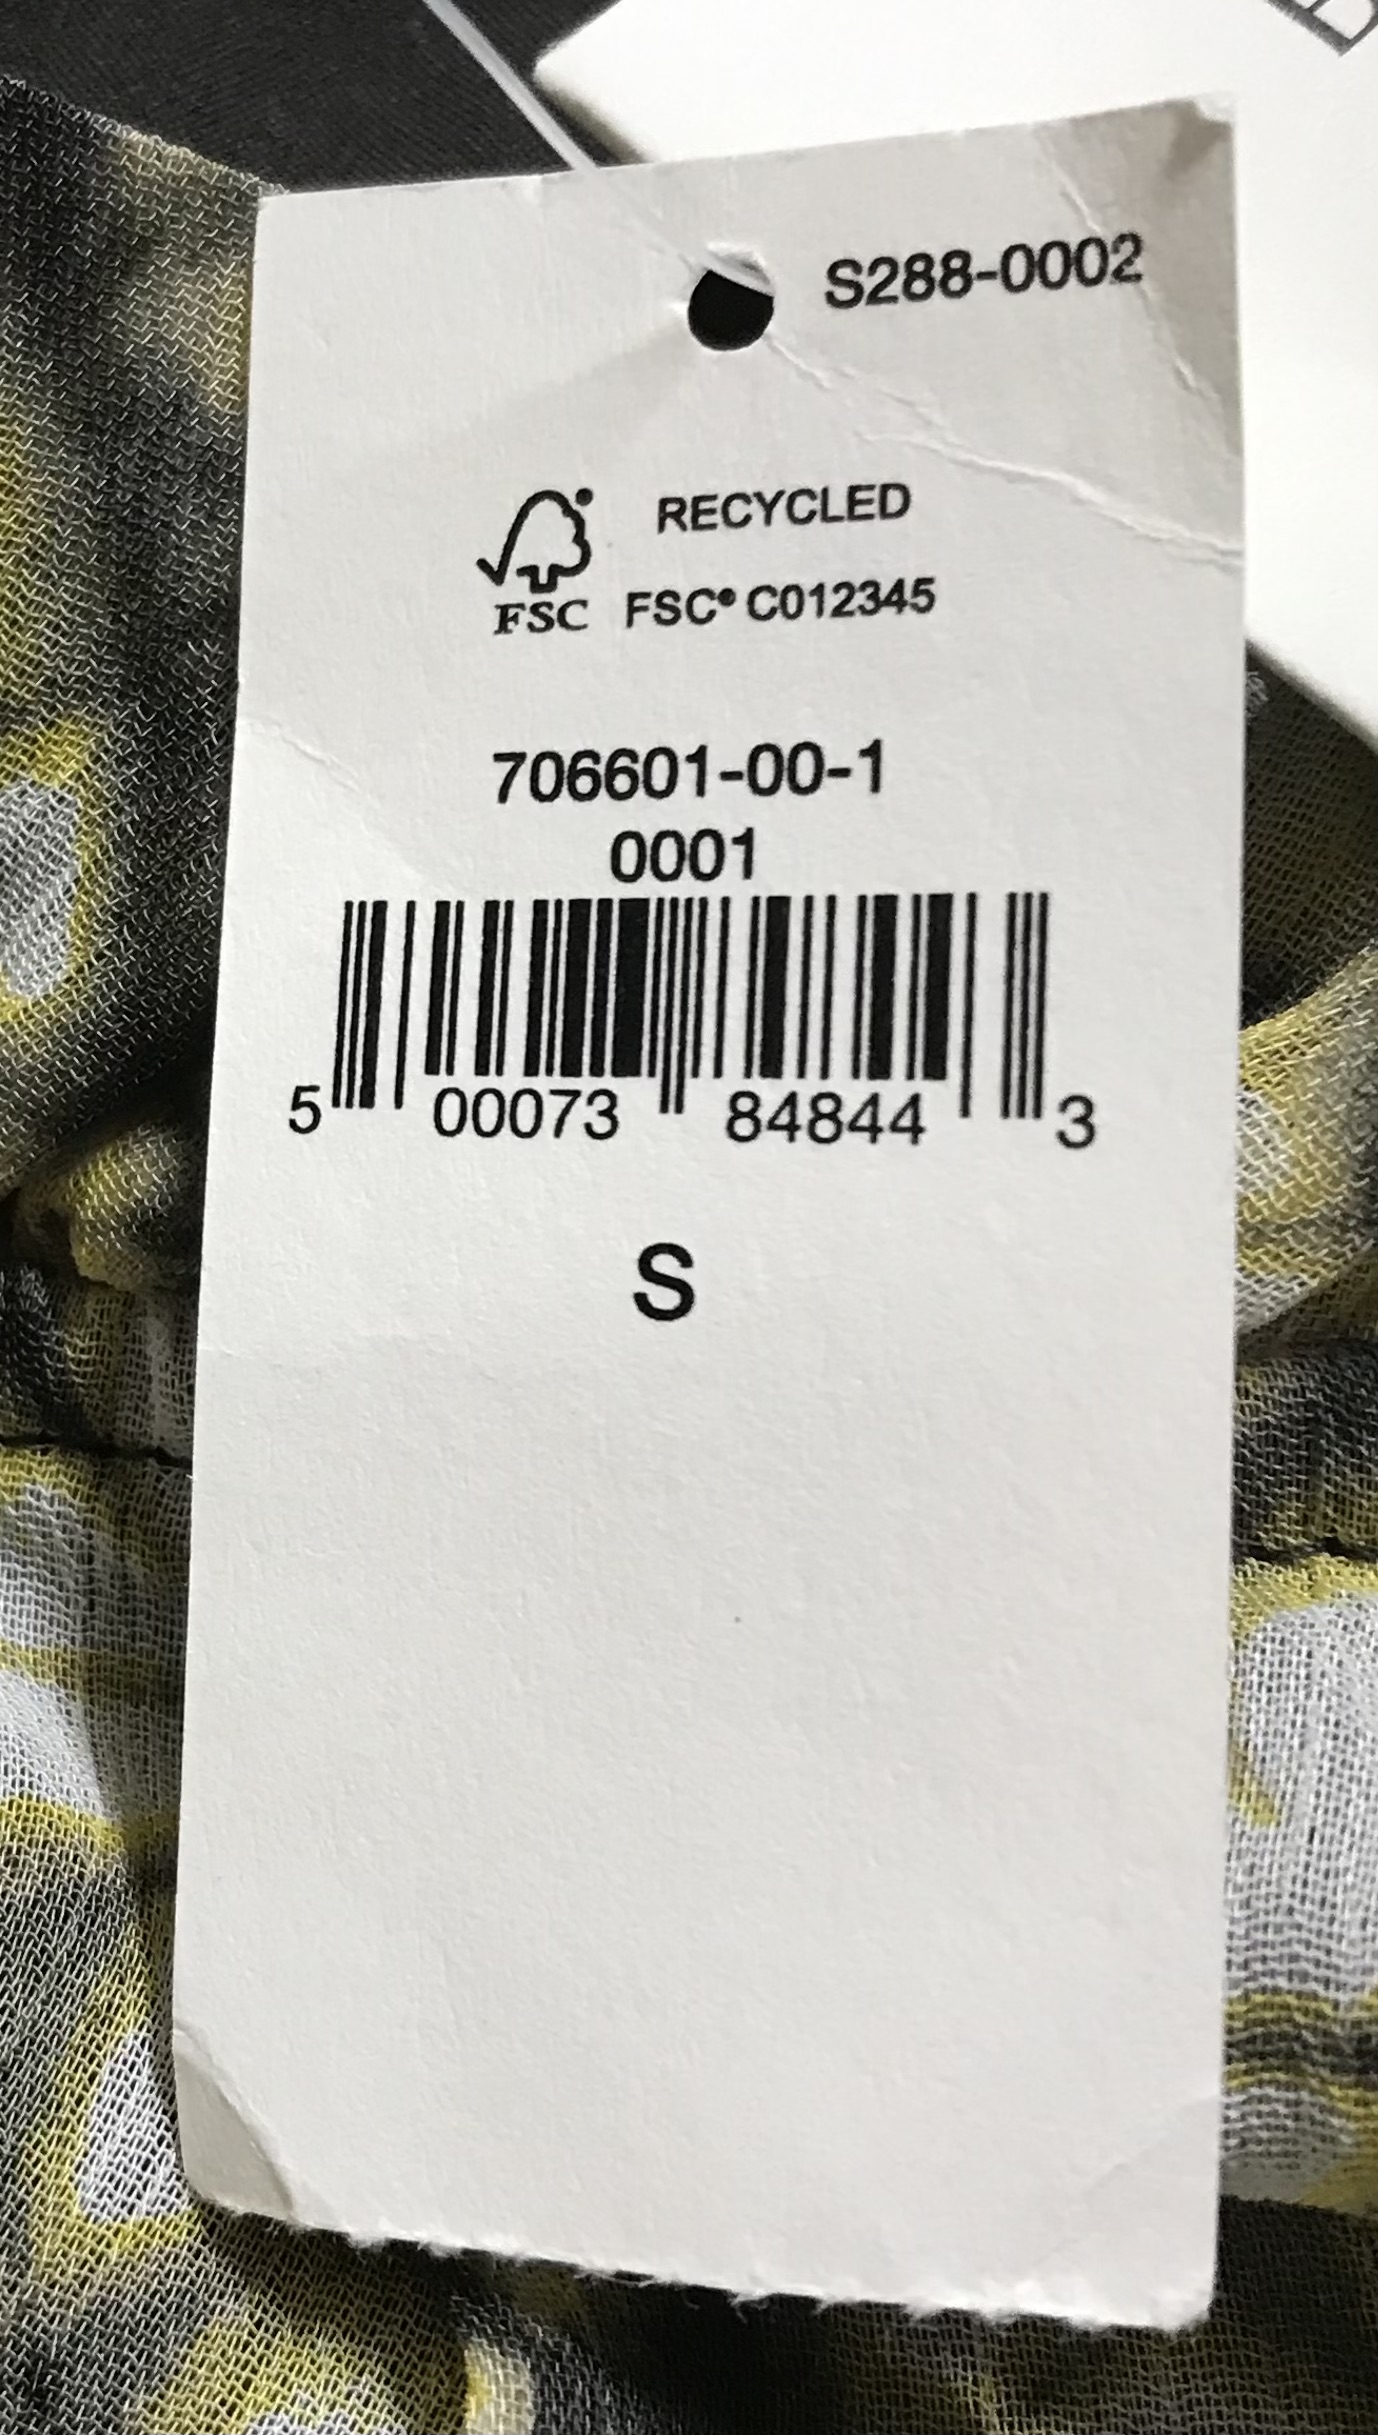 S288-0002
RECYCLED
FSC FSC® C012345
706601-00-1
0001
5 00073 84844 3
S